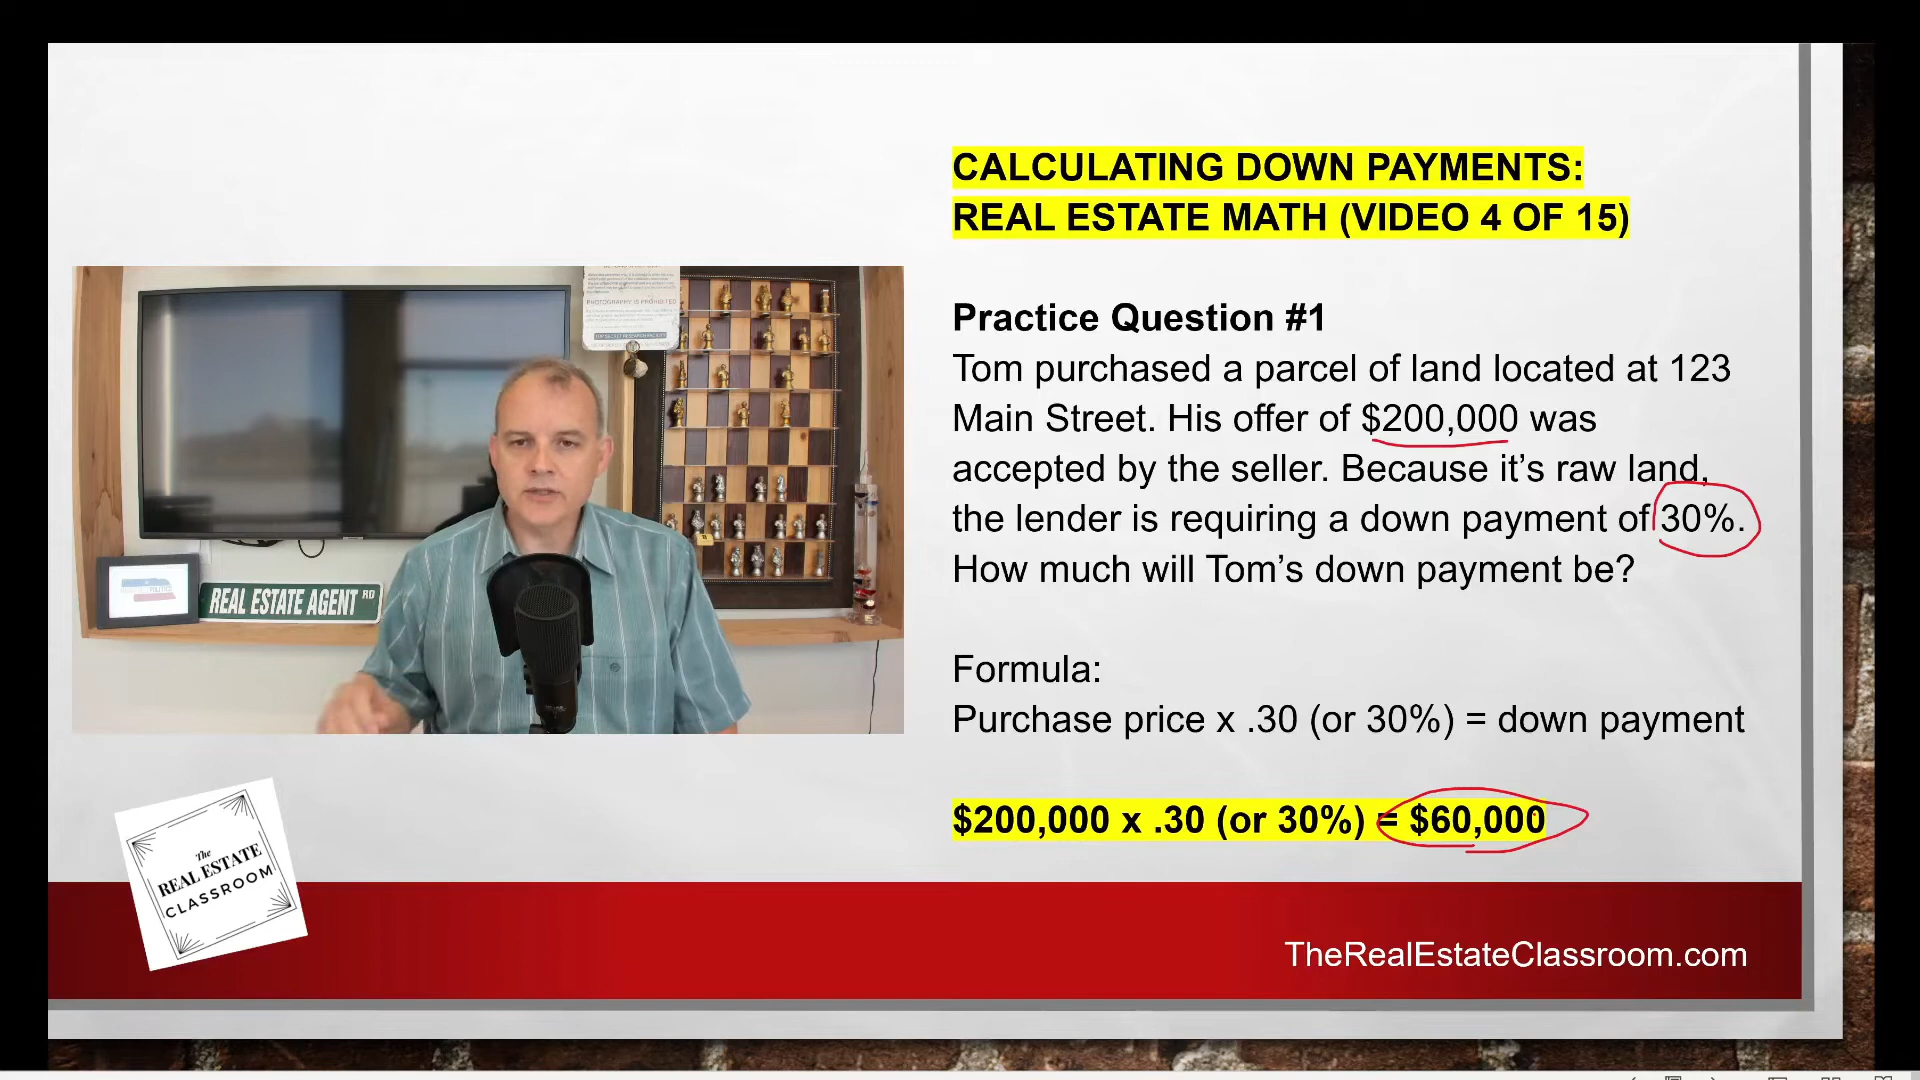 CALCULATING DOWN PAYMENTS:
REAL ESTATE MATH (VIDEO 4 OF 15)
Practice Question #1
Tom purchased a parcel of land located at 123
Main Street. His offer of $200,000 was
accepted by the seller. Because it’s raw land,
the lender is requiring a down payment of 30%.
How much will Tom’s down payment be?
Formula:
Purchase price x .30 (or 30%) = down payment
$200,000 x .30 (or 30%) = $60,000
PHOTOGRAPHY IS PROHIBITED
REAL ESTATE AGENT RD
The
REAL ESTATE
CLASSROOM
TheRealEstateClassroom.com